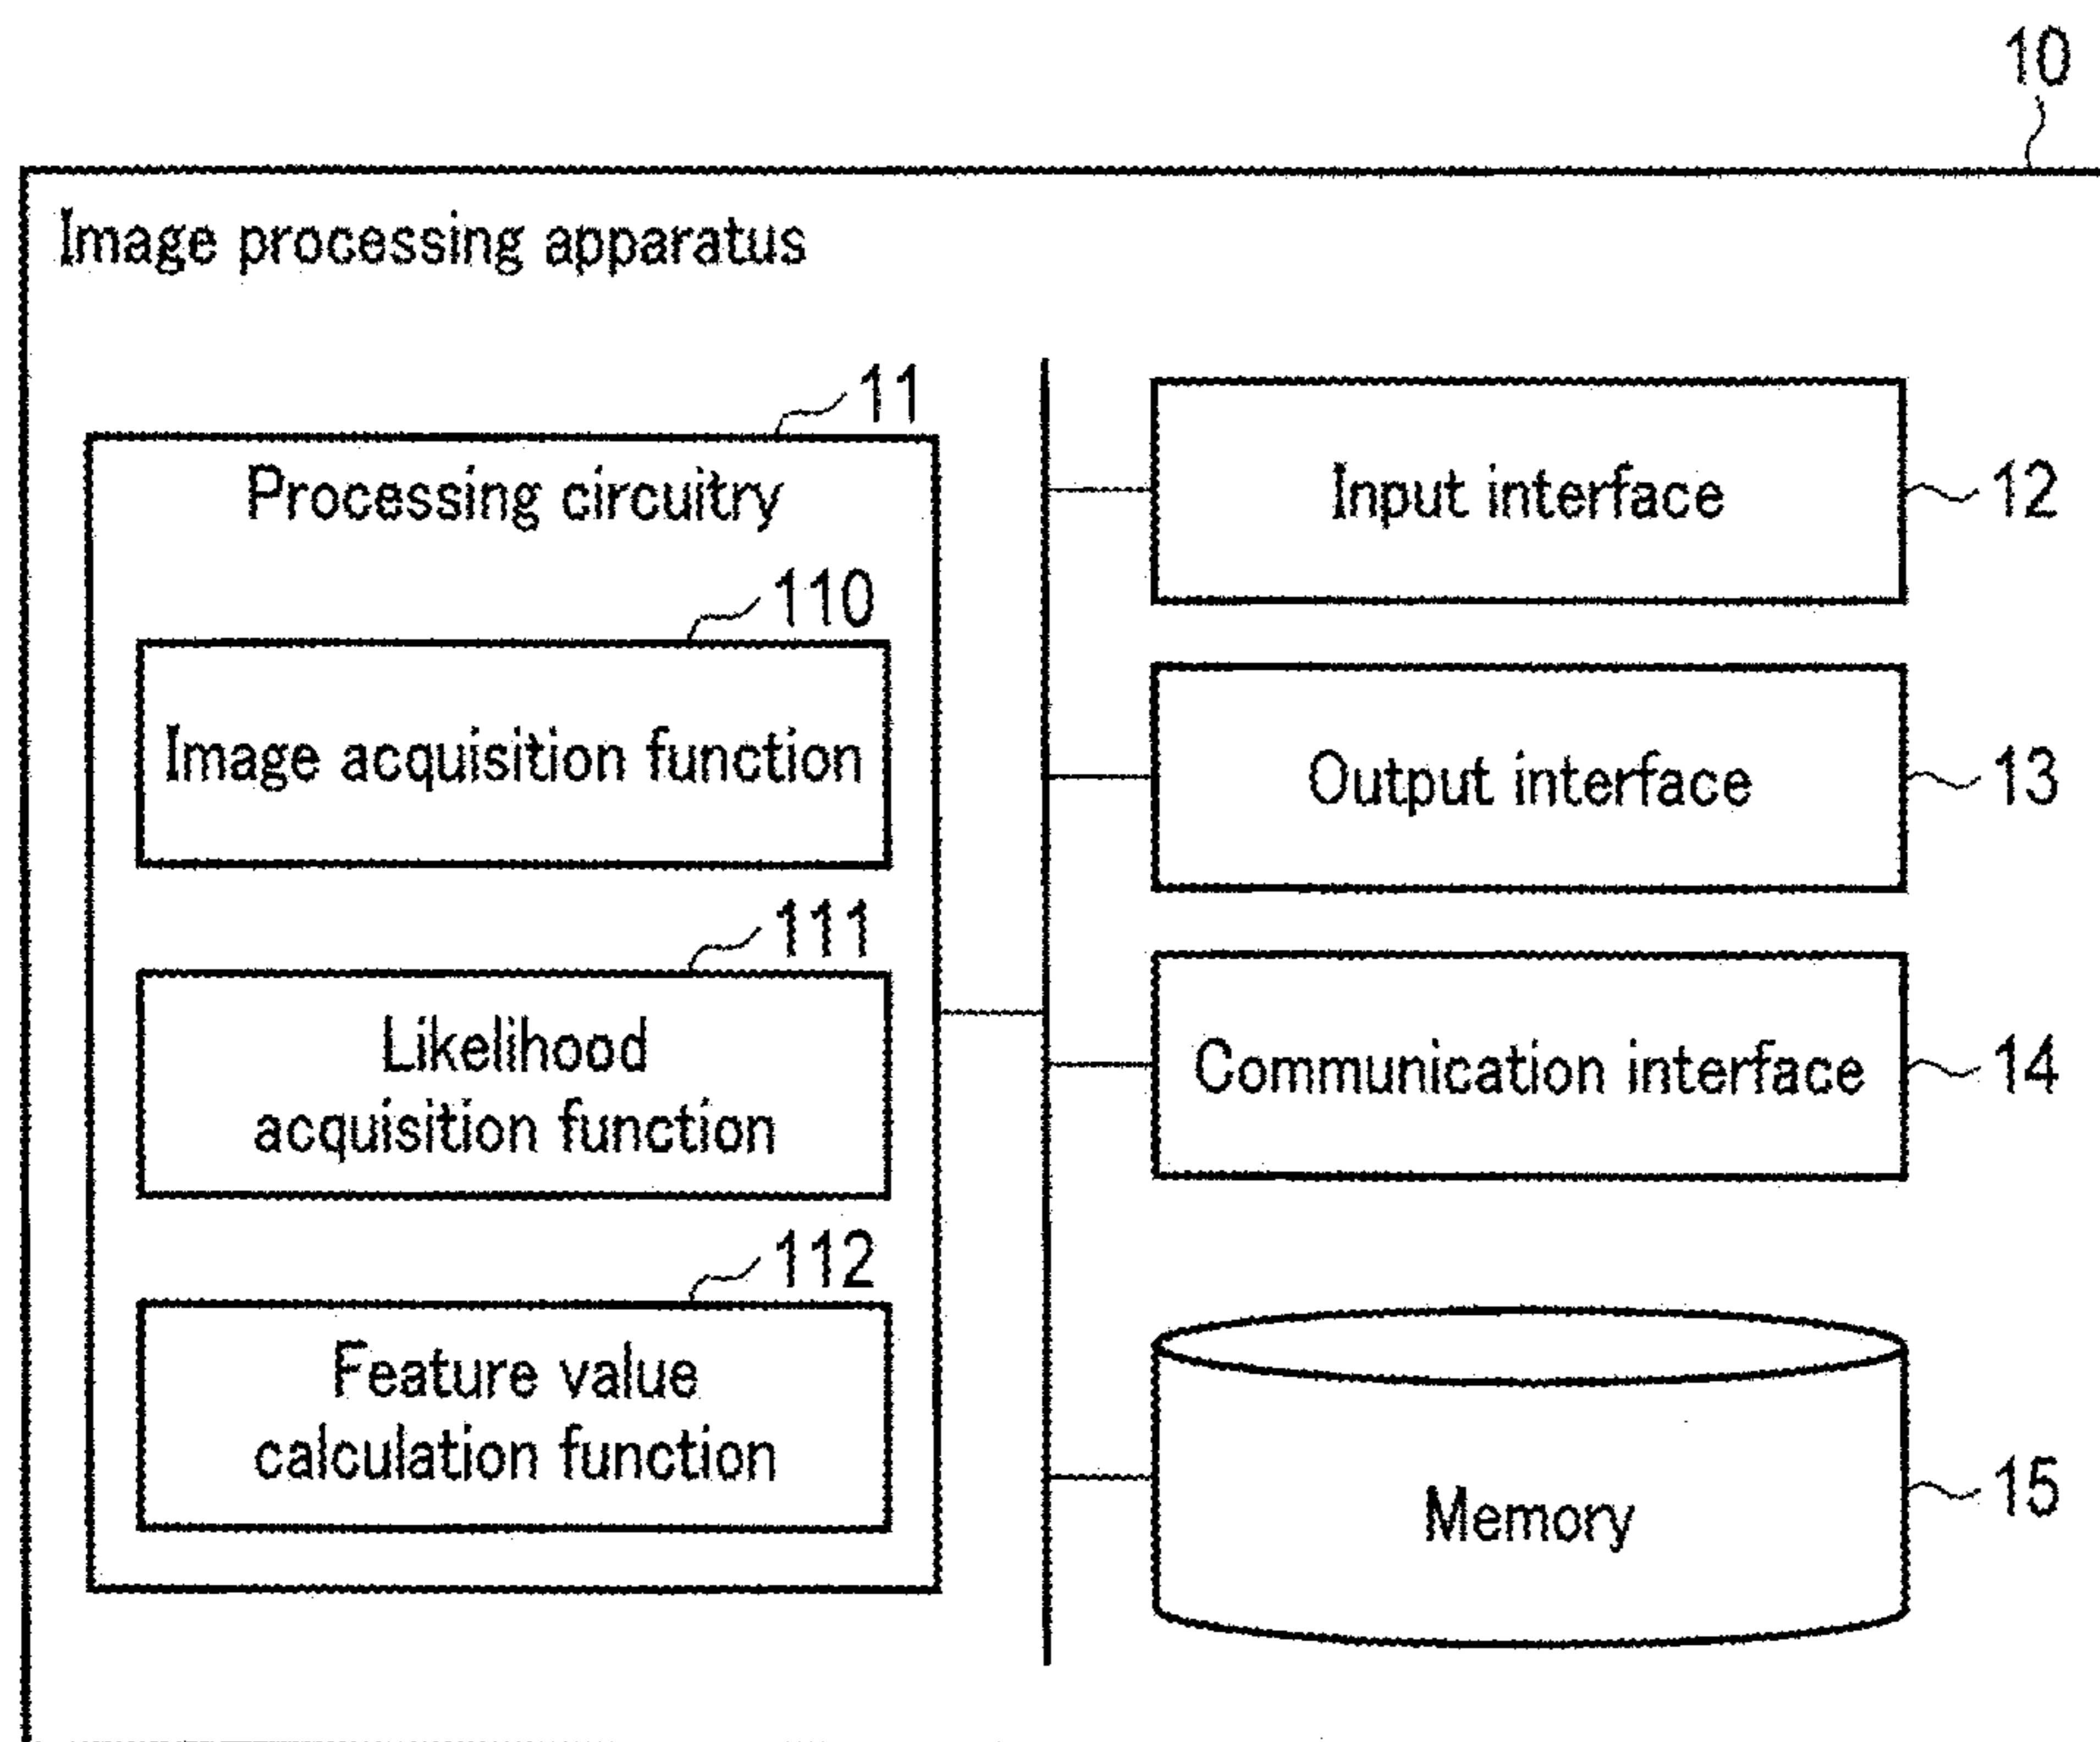 10
Image processing apparatus
11
Processing circuitry
110
Image acquisition function
111
Likelihood
acquisition function
112
Feature value
calculation function
Input interface
12
Output interface
13
Communication interface
14
Memory
15